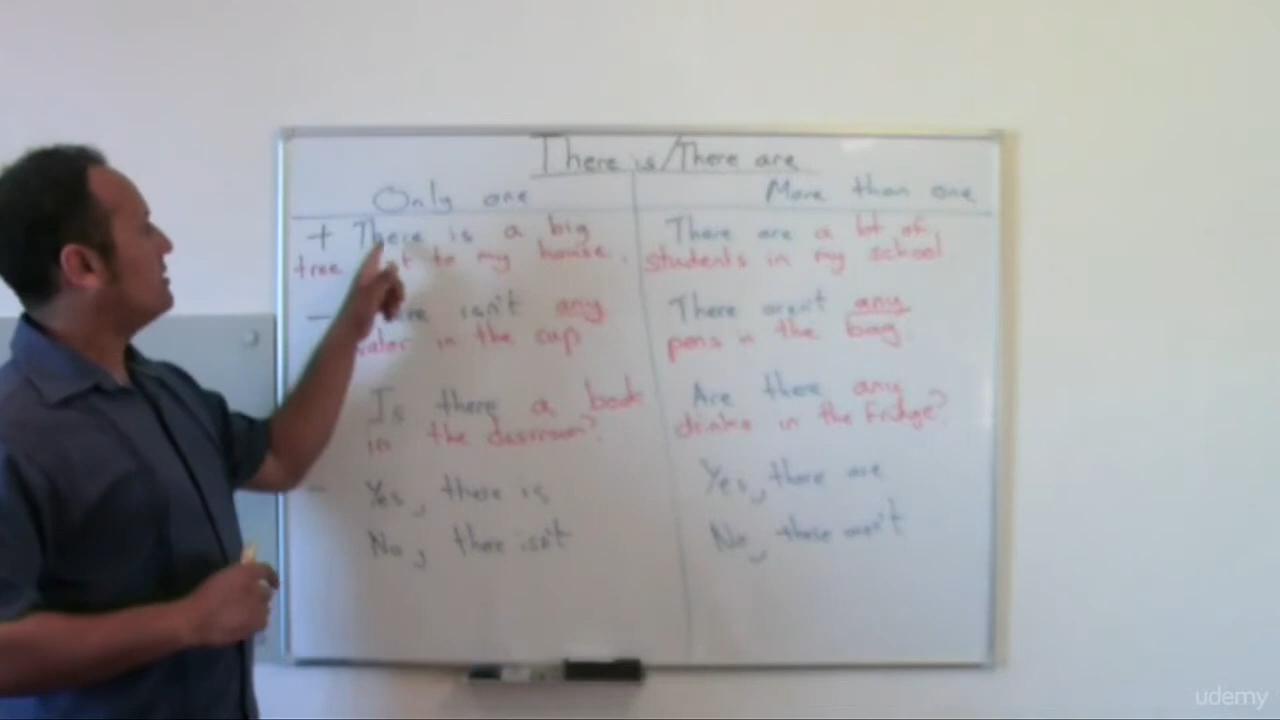 There is/There are
Only one
More than one
+ There is a big
tree to my house.
There are a lot of
students in my school
- isn't any
water in the cup
There aren't any
pens in the bag.
Is there a book
in the classroom?
Are there any
drinks in the fridge?
Yes, there is
No, there isn't
Yes, there are
No, there aren't
udemy